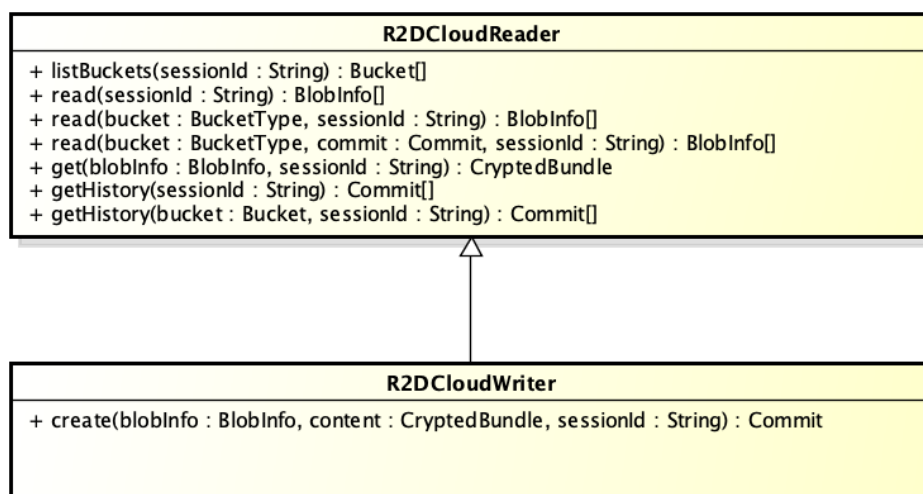 R2DCloudReader
+ listBuckets(sessionId : String) : Bucket[]
+ read(sessionId : String) : BlobInfo[]
+ read(bucket : BucketType, sessionId : String) : BlobInfo[]
+ read(bucket : BucketType, commit : Commit, sessionId : String) : BlobInfo[]
+ get(blobInfo : BlobInfo, sessionId : String) : CryptedBundle
+ getHistory(sessionId : String) : Commit[]
+ getHistory(bucket : Bucket, sessionId : String) : Commit[]
R2DCloudWriter
+ create(blobInfo : BlobInfo, content : CryptedBundle, sessionId : String) : Commit